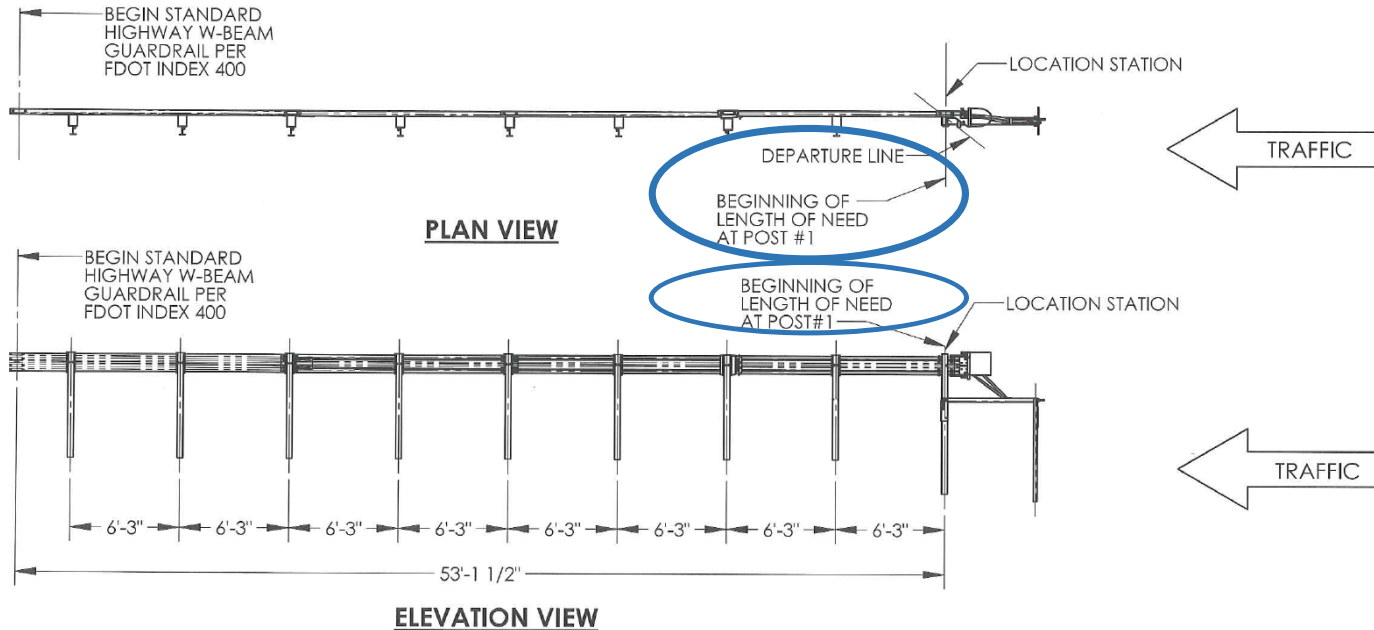 BEGIN STANDARD
HIGHWAY W-BEAM
GUARDRAIL PER
FDOT INDEX 400
LOCATION STATION
TRAFFIC
DEPARTURE LINE
BEGINNING OF
LENGTH OF NEED
AT POST #1
PLAN VIEW
BEGIN STANDARD
HIGHWAY W-BEAM
GUARDRAIL PER
FDOT INDEX 400
BEGINNING OF
LENGTH OF NEED
AT POST#1
LOCATION STATION
TRAFFIC
6'-3" 6'-3" 6'-3" 6'-3" 6'-3" 6'-3" 6'-3" 6'-3"
53'-1 1/2"
ELEVATION VIEW